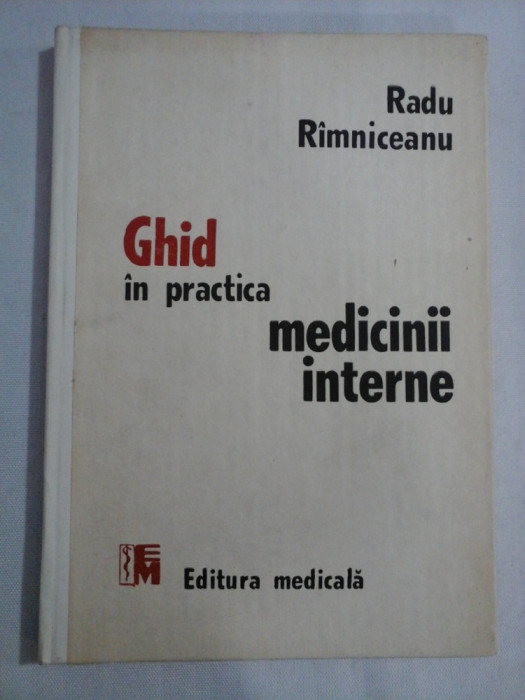 Radu
Rîmniceanu
Ghid
în practica
medicinii
interne
EM
Editura medicală